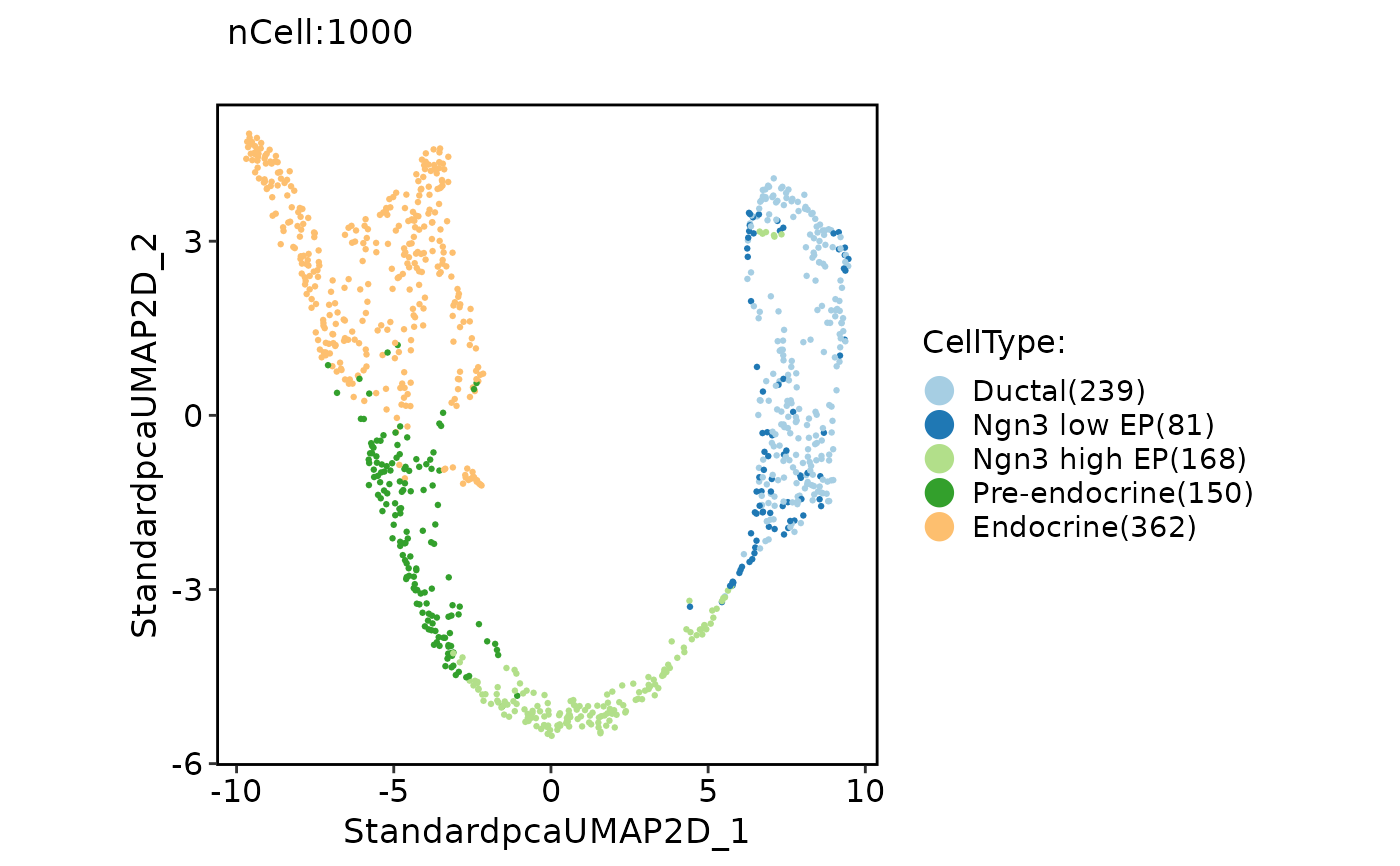 nCell:1000
StandardpcaUMAP2D_2
3
0
-3
-6
-10
-5
0
5
10
StandardpcaUMAP2D_1
CellType:
Ductal(239)
Ngn3 low EP(81)
Ngn3 high EP(168)
Pre-endocrine(150)
Endocrine(362)